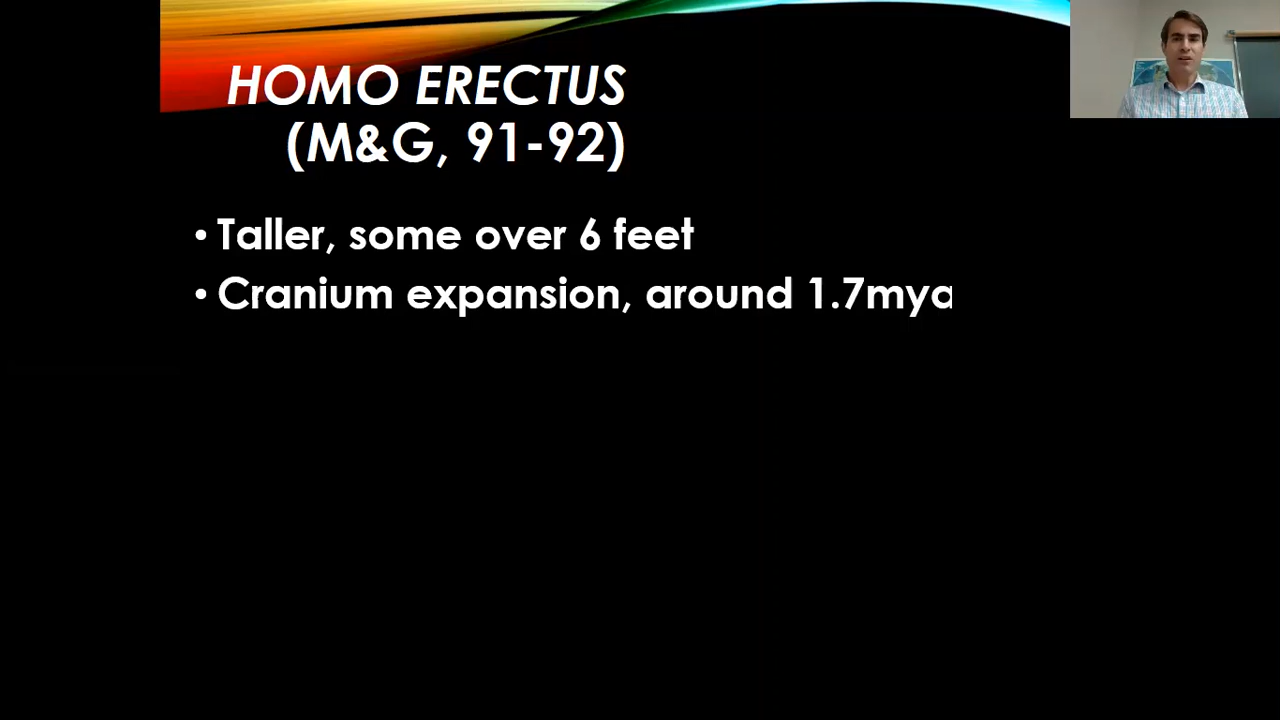 HOMO ERECTUS
(M&G, 91-92)
• Taller, some over 6 feet
• Cranium expansion, around 1.7mya